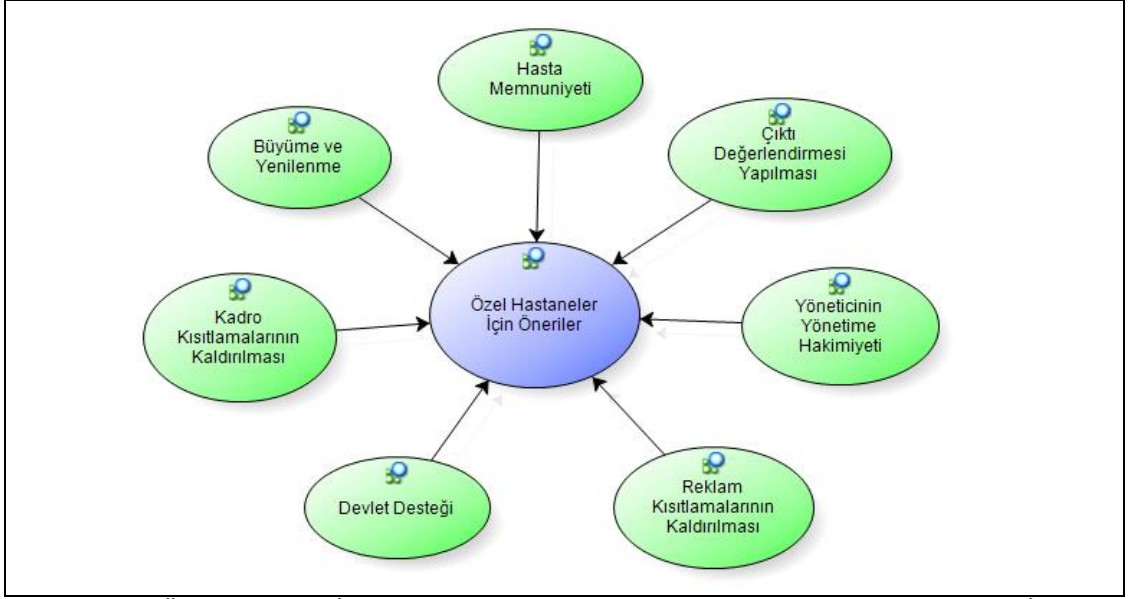 Hasta
Memnuniyeti
Büyüme ve
Yenilenme
Çıktı
Değerlendirmesi
Yapılması
Özel Hastaneler
İçin Öneriler
Kadro
Kısıtlamalarının
Kaldırılması
Yöneticinin
Yönetime
Hakimiyeti
Devlet Desteği
Reklam
Kısıtlamalarının
Kaldırılması